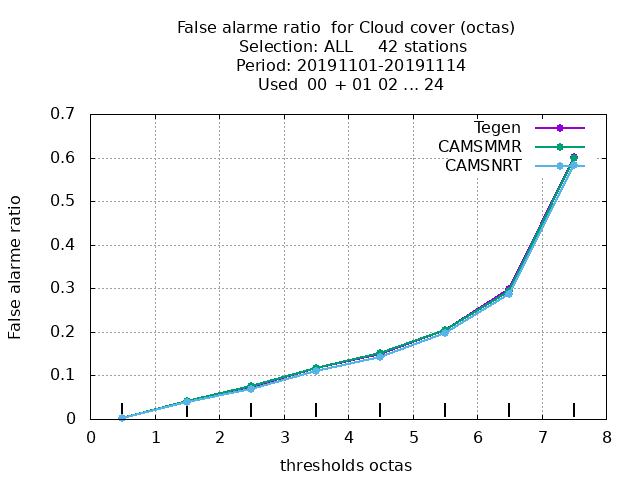 False alarme ratio  for Cloud cover (octas)
Selection: ALL     42 stations
Period: 20191101-20191114
Used  00 + 01 02 ... 24
0.7
0.6
0.5
0.4
0.3
0.2
0.1
0
False alarme ratio
Tegen
CAMSMMR
CAMSNRT
0 1 2 3 4 5 6 7 8
thresholds octas